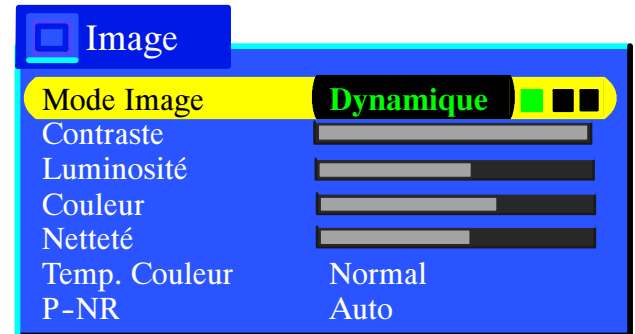 Image
Mode Image Dynamique
Contraste
Luminosité
Couleur
Netteté
Temp. Couleur Normal
P-NR Auto